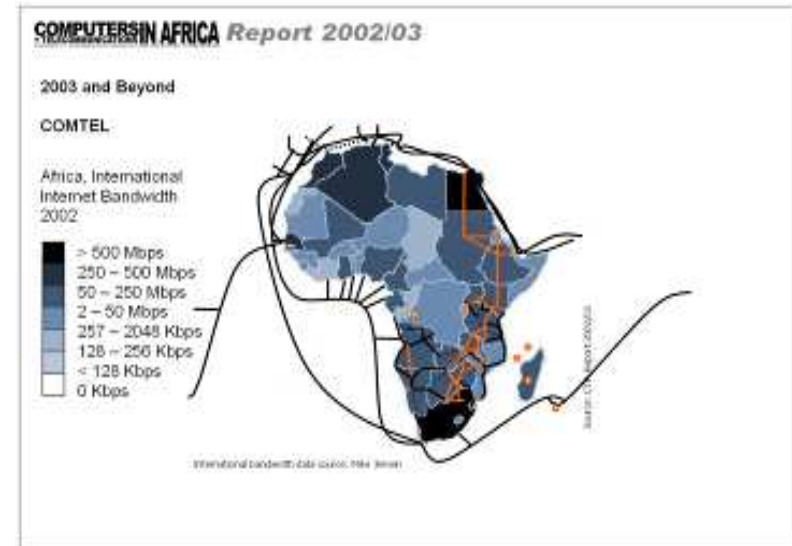 COMPUTERS IN AFRICA Report 2002/03
2003 and Beyond
COMTEL
Africa, International
Internet Bandwidth
2002
> 500 Mbps
250 – 500 Mbps
50 – 250 Mbps
2 – 50 Mbps
257 – 2048 Kbps
128 – 256 Kbps
< 128 Kbps
0 Kbps
International bandwidth data source: Mike Jensen